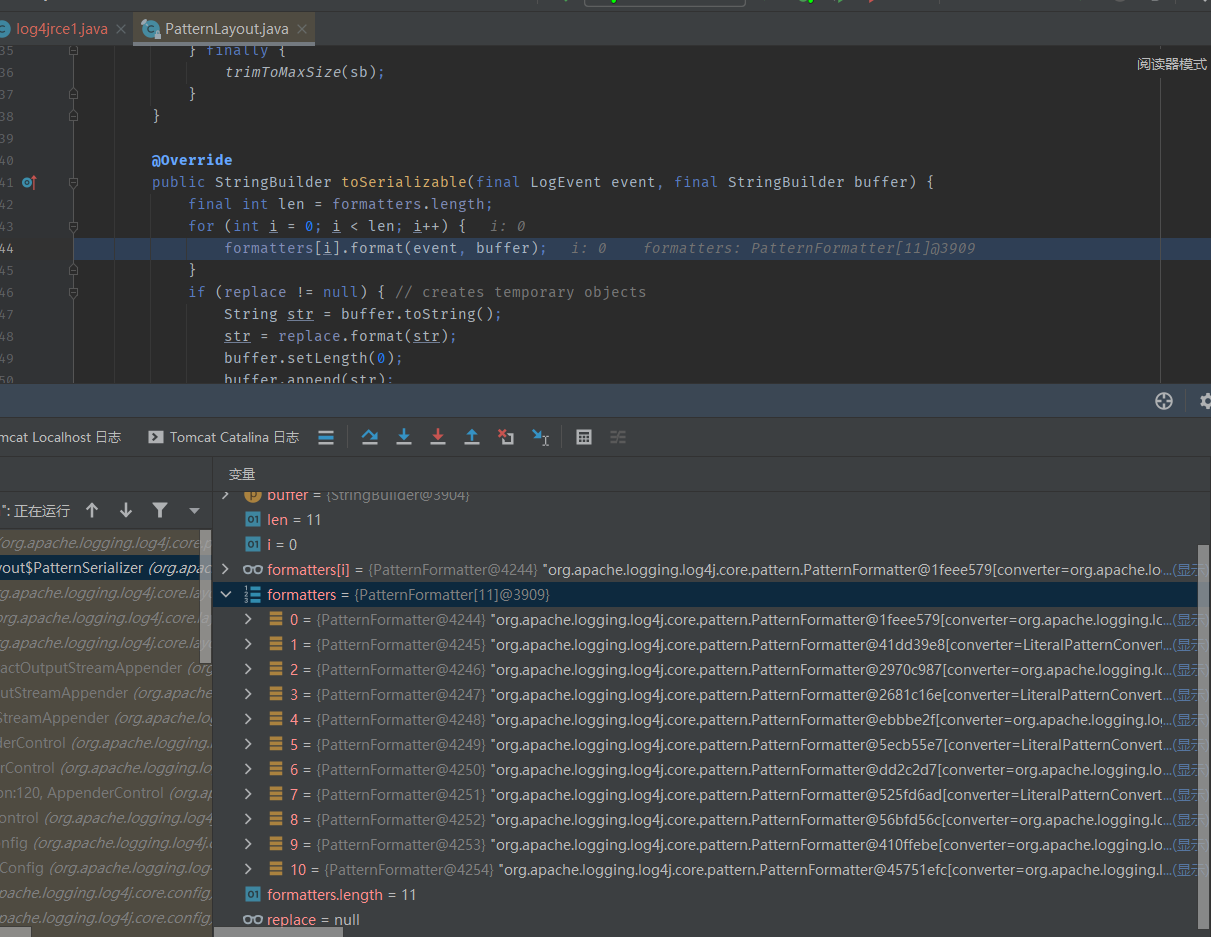 log4jrce1.java PatternLayout.java
35 } finally {
阅读器模式
36 trimToMaxSize(sb);
37 }
38 }
39
40 @Override
41 public StringBuilder toSerializable(final LogEvent event, final StringBuilder buffer) {
42 final int len = formatters.length;
43 for (int i = 0; i < len; i++) { i: 0
44 formatters[i].format(event, buffer); i: 0 formatters: PatternFormatter[11]@3909
45 }
46 if (replace != null) { // creates temporary objects
47 String str = buffer.toString();
48 str = replace.format(str);
49 buffer.setLength(0);
50 buffer.append(str);
mcat Localhost 日志 Tomcat Catalina 日志
变量
": 正在运行
(org.apache.logging.log4j.core.p
yout$PatternSerializer (org.apac
rg.apache.logging.log4j.core.lay
org.apache.logging.log4j.core.la
rg.apache.logging.log4j.core.lay
actOutputStreamAppender (org
utStreamAppender (org.apache
StreamAppender (org.apache.log
derControl (org.apache.logging.
erControl (org.apache.logging.lo
on:120, AppenderControl (org.ap
ontrol (org.apache.logging.log4
nfig (org.apache.logging.log4j.c
Config (org.apache.logging.log4j
pache.logging.log4j.core.config,
pache.logging.log4j.core.config,
buffer = {StringBuilder@3904}
len = 11
i = 0
formatters[i] = {PatternFormatter@4244} "org.apache.logging.log4j.core.pattern.PatternFormatter@1feee579[converter=org.apache.lo...(显示
formatters = {PatternFormatter[11]@3909}
0 = {PatternFormatter@4244} "org.apache.logging.log4j.core.pattern.PatternFormatter@1feee579[converter=org.apache.logging.lc...(显示
1 = {PatternFormatter@4245} "org.apache.logging.log4j.core.pattern.PatternFormatter@41dd39e8[converter=LiteralPatternConvert...(显示
2 = {PatternFormatter@4246} "org.apache.logging.log4j.core.pattern.PatternFormatter@2970c987[converter=org.apache.logging.lc...(显示
3 = {PatternFormatter@4247} "org.apache.logging.log4j.core.pattern.PatternFormatter@2681c16e[converter=LiteralPatternConvert...(显示
4 = {PatternFormatter@4248} "org.apache.logging.log4j.core.pattern.PatternFormatter@ebbbe2f[converter=org.apache.logging.lo...(显示
5 = {PatternFormatter@4249} "org.apache.logging.log4j.core.pattern.PatternFormatter@5ecb55e7[converter=LiteralPatternConvert...(显示
6 = {PatternFormatter@4250} "org.apache.logging.log4j.core.pattern.PatternFormatter@dd2c2d7[converter=org.apache.logging.lo...(显示
7 = {PatternFormatter@4251} "org.apache.logging.log4j.core.pattern.PatternFormatter@525fd6ad[converter=LiteralPatternConvert...(显示
8 = {PatternFormatter@4252} "org.apache.logging.log4j.core.pattern.PatternFormatter@56bfd56c[converter=org.apache.logging.lc...(显示
9 = {PatternFormatter@4253} "org.apache.logging.log4j.core.pattern.PatternFormatter@410ffebe[converter=org.apache.logging.lc...(显示
10 = {PatternFormatter@4254} "org.apache.logging.log4j.core.pattern.PatternFormatter@45751efc[converter=org.apache.logging.l...(显示
formatters.length = 11
replace = null